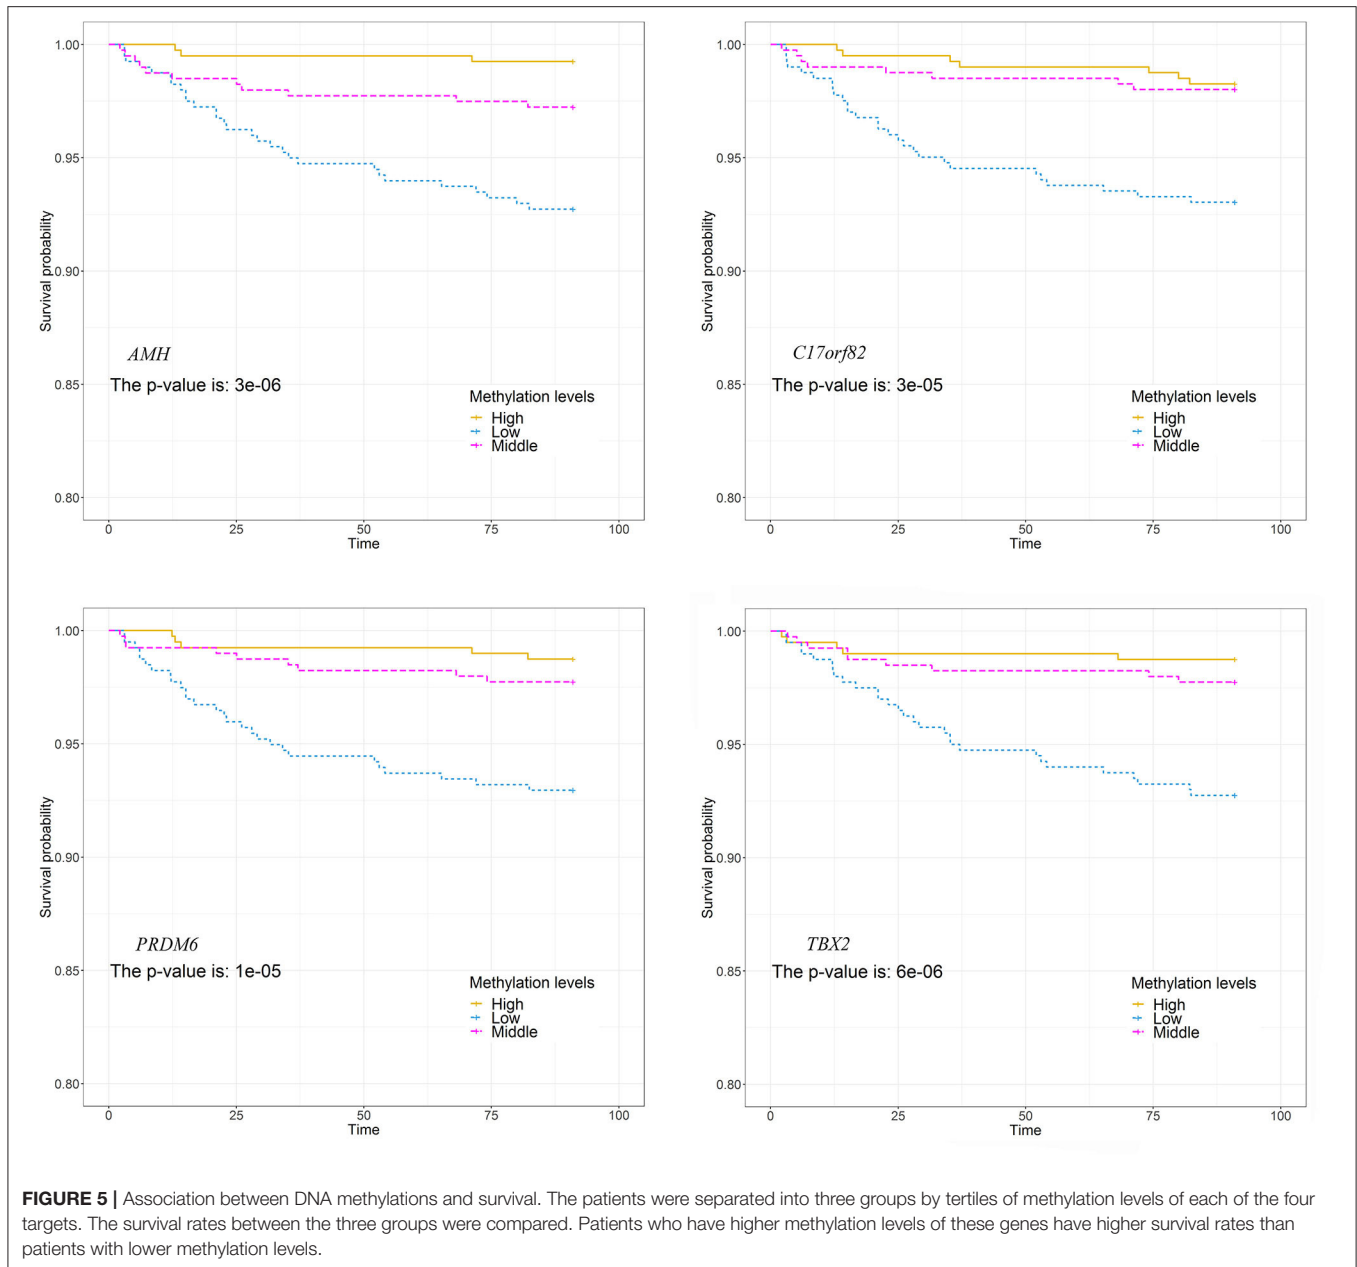 1.00
0.95
0.90
0.85
0.80
Survival probability
AMH
The p-value is: 3e-06
Methylation levels
High
Low
Middle
0 25 50 75 100
Time
1.00
0.95
0.90
0.85
0.80
Survival probability
C17orf82
The p-value is: 3e-05
Methylation levels
High
Low
Middle
0 25 50 75 100
Time
1.00
0.95
0.90
0.85
0.80
Survival probability
PRDM6
The p-value is: 1e-05
Methylation levels
High
Low
Middle
0 25 50 75 100
Time
1.00
0.95
0.90
0.85
0.80
Survival probability
TBX2
The p-value is: 6e-06
Methylation levels
High
Low
Middle
0 25 50 75 100
Time
FIGURE 5 | Association between DNA methylations and survival. The patients were separated into three groups by tertiles of methylation levels of each of the four
targets. The survival rates between the three groups were compared. Patients who have higher methylation levels of these genes have higher survival rates than
patients with lower methylation levels.